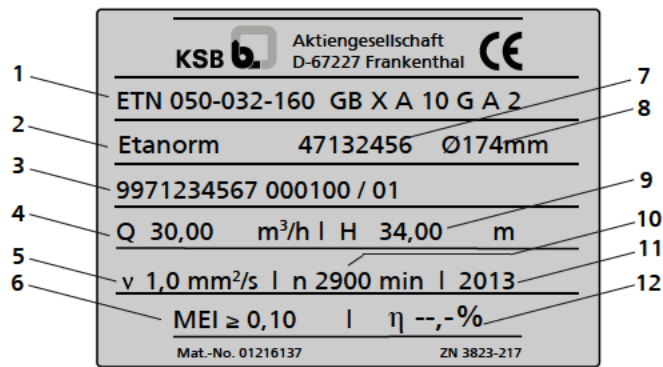 KSB b. Aktiengesellschaft
D-67227 Frankenthal CE
ETN 050-032-160 GB X A 10 G A 2
Etanorm 47132456 Ø174mm
9971234567 000100 / 01
Q 30,00 m³/h I H 34,00 m
ν 1,0 mm²/s I n 2900 min I 2013
MEI ≥ 0,10 I η --,-%
Mat.-No. 01216137 ZN 3823-217
1
2
3
4
5
6
7
8
9
10
11
12